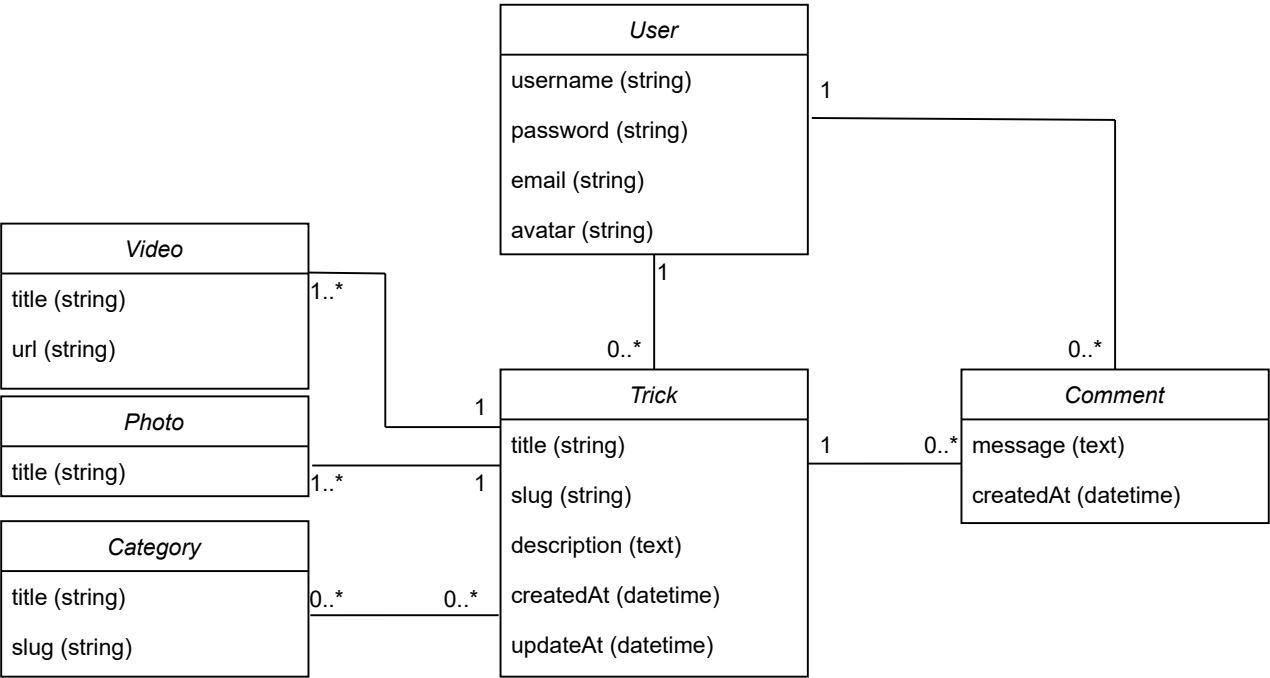 User
username (string)
password (string)
email (string)
avatar (string)
1
1
0..*
0..*
Video
title (string)
url (string)
1..*
1
Photo
title (string)
1..*
1
Category
title (string)
slug (string)
0..*
0..*
Trick
title (string)
slug (string)
description (text)
createdAt (datetime)
updateAt (datetime)
1
0..*
Comment
message (text)
createdAt (datetime)